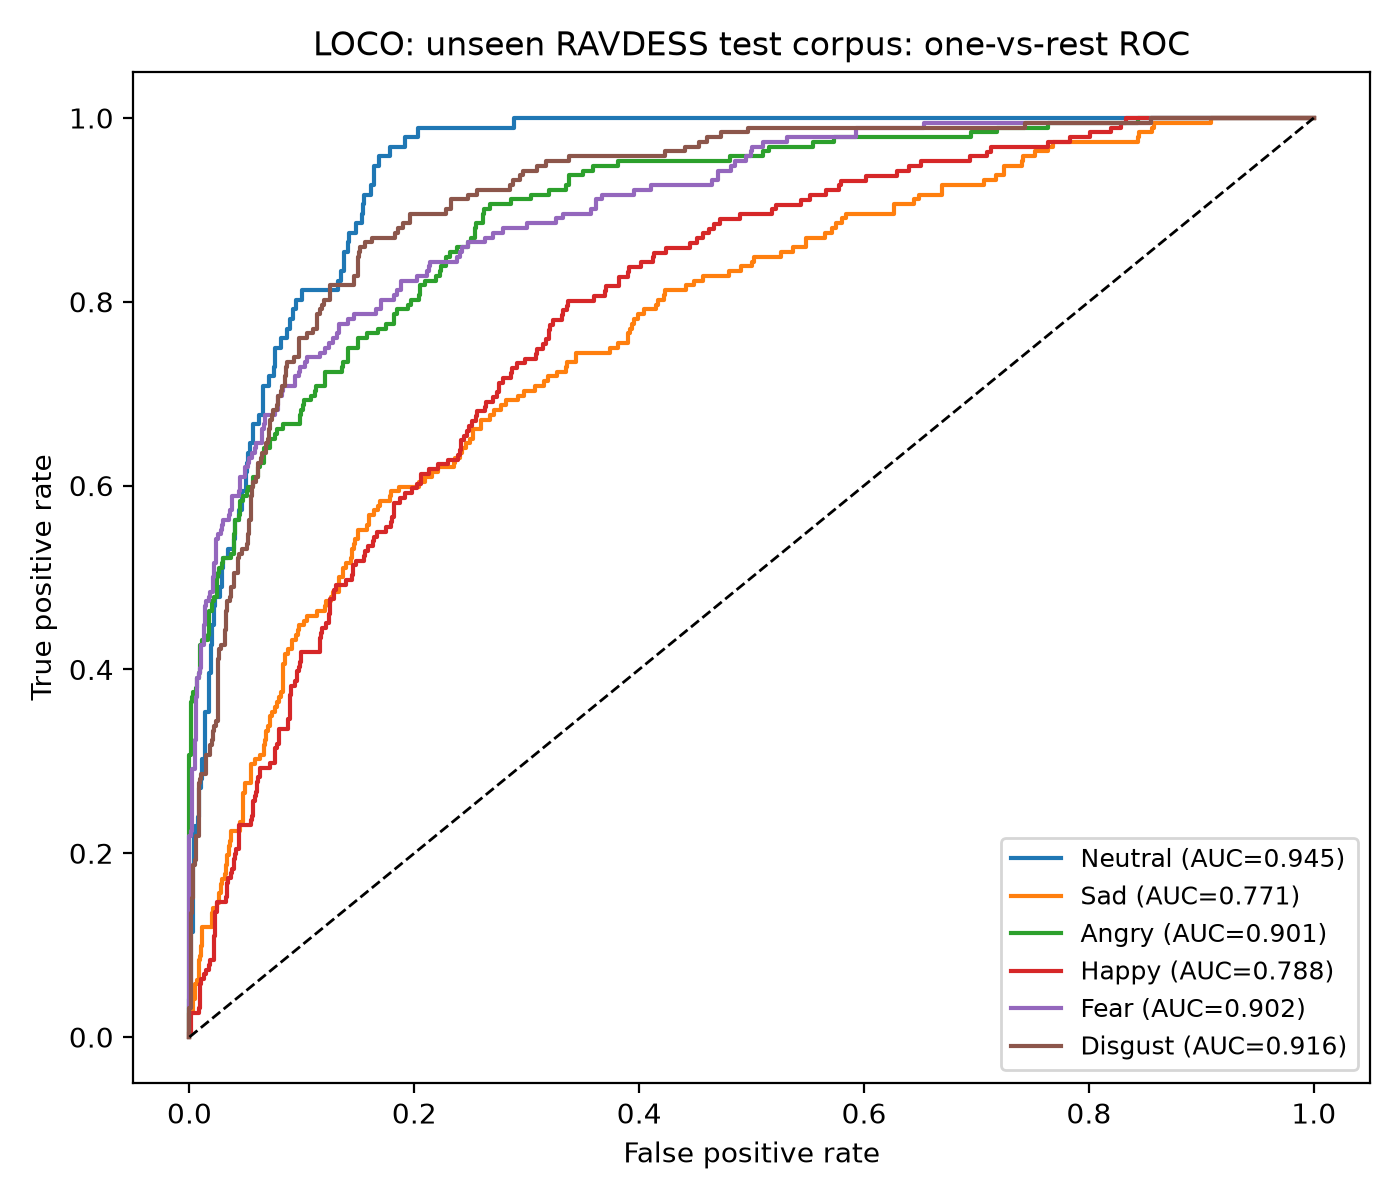 LOCO: unseen RAVDESS test corpus: one-vs-rest ROC
True positive rate
1.0
0.8
0.6
0.4
0.2
0.0
Neutral (AUC=0.945)
Sad (AUC=0.771)
Angry (AUC=0.901)
Happy (AUC=0.788)
Fear (AUC=0.902)
Disgust (AUC=0.916)
0.0 0.2 0.4 0.6 0.8 1.0
False positive rate